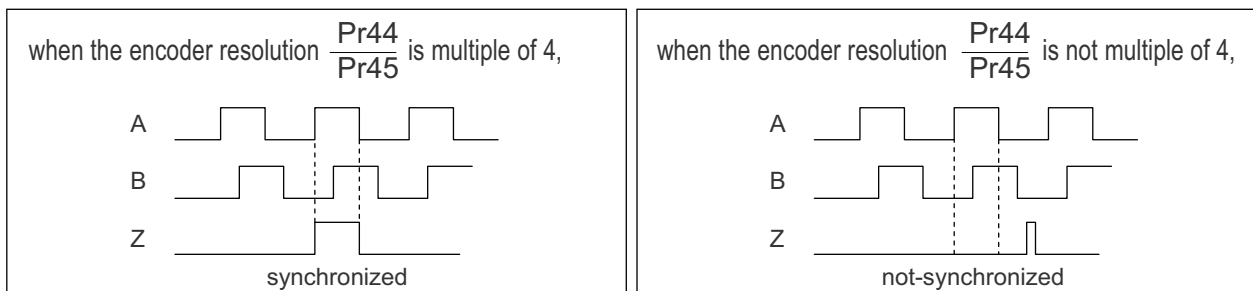 when the encoder resolution Pr44/Pr45 is multiple of 4,
A
B
Z
synchronized
when the encoder resolution Pr44/Pr45 is not multiple of 4,
A
B
Z
not-synchronized